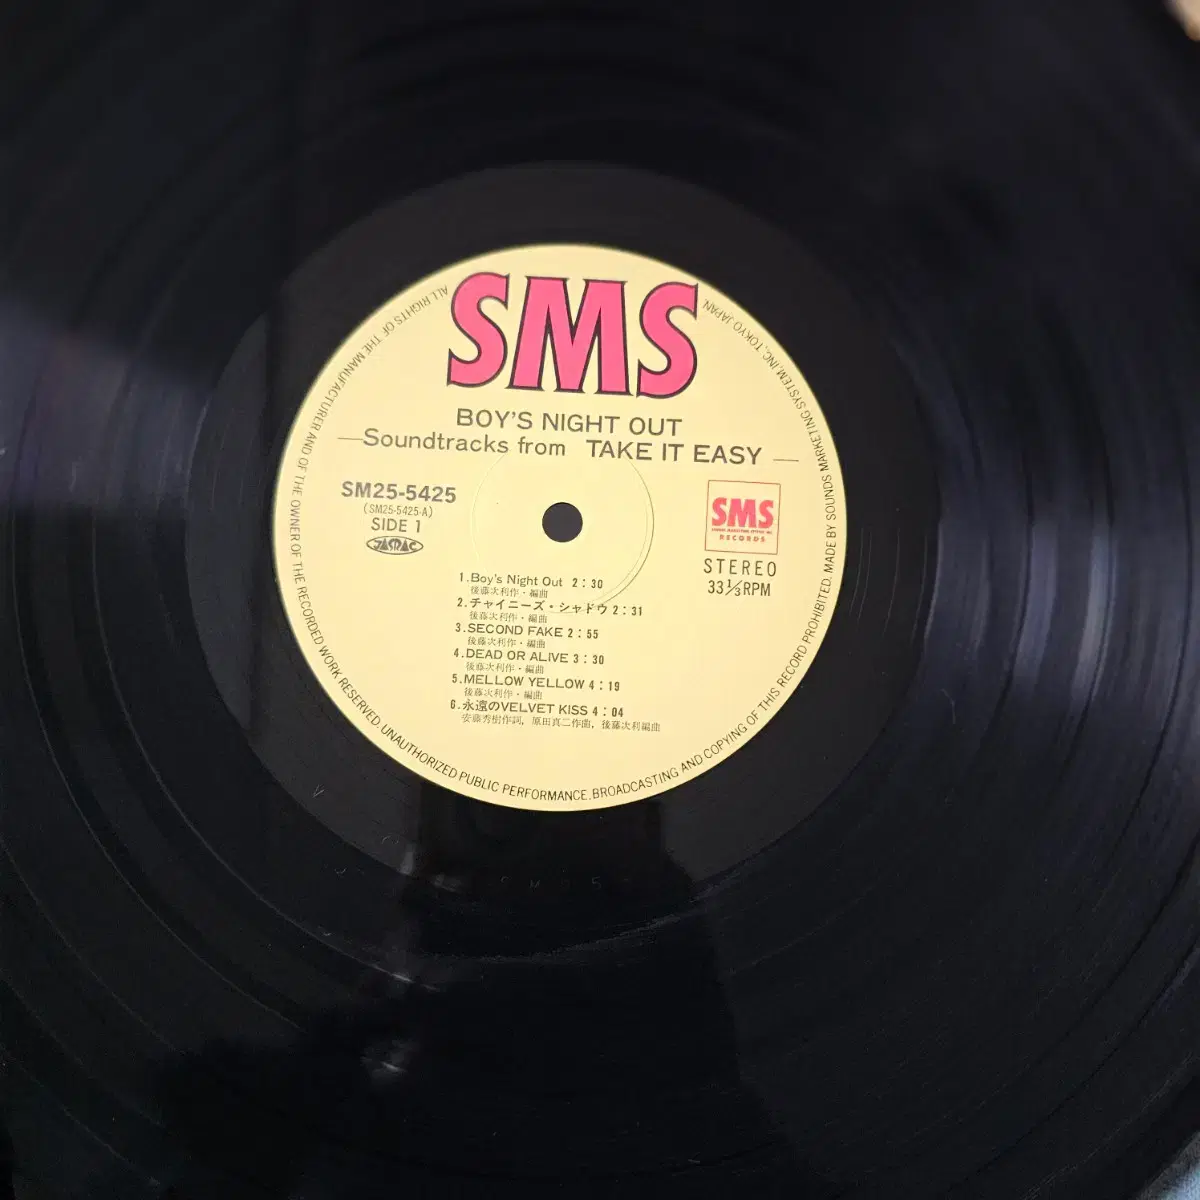 SMS
BOY'S NIGHT OUT
—Soundtracks from TAKE IT EASY—
SM25-5425
(SM25-5425-A)
SIDE 1
JASRAC
SMS
RECORDS
STEREO
33⅓RPM
1.Boy's Night Out 2:30
後藤次利作・編曲
2.チャイニーズ・シャドウ 2:31
後藤次利作・編曲
3.SECOND FAKE 2:55
後藤次利作・編曲
4.DEAD OR ALIVE 3:30
後藤次利作・編曲
5.MELLOW YELLOW 4:19
後藤次利作・編曲
6.永遠のVELVET KISS 4:04
安藤秀樹作詞, 原田真二作曲, 後藤次利編曲
ALL RIGHTS OF THE MANUFACTURER AND OF THE OWNER OF THE RECORDED WORK RESERVED. UNAUTHORIZED PUBLIC PERFORMANCE. BROADCASTING AND COPYING OF THIS RECORD PROHIBITED. MADE BY SOUNDS MARKETING SYSTEM, INC, TOKYO JAPAN.